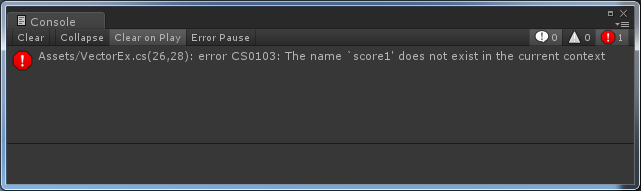 Console
Clear Collapse Clear on Play Error Pause 0 0 1
Assets/VectorEx.cs(26,28): error CS0103: The name `score1' does not exist in the current context